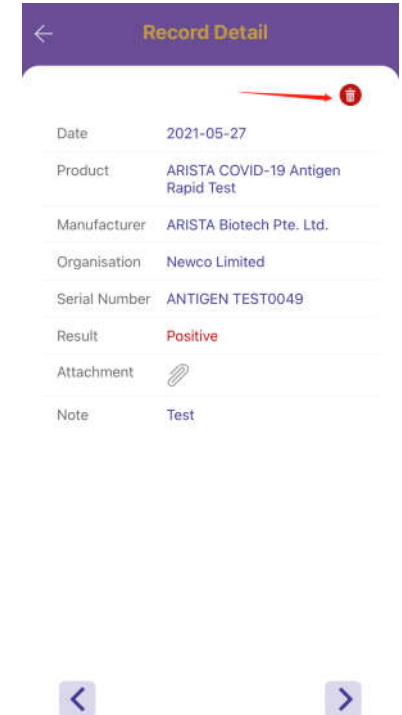 Record Detail
Date 2021-05-27
Product ARISTA COVID-19 Antigen
Rapid Test
Manufacturer ARISTA Biotech Pte. Ltd.
Organisation Newco Limited
Serial Number ANTIGEN TEST0049
Result Positive
Attachment
Note Test